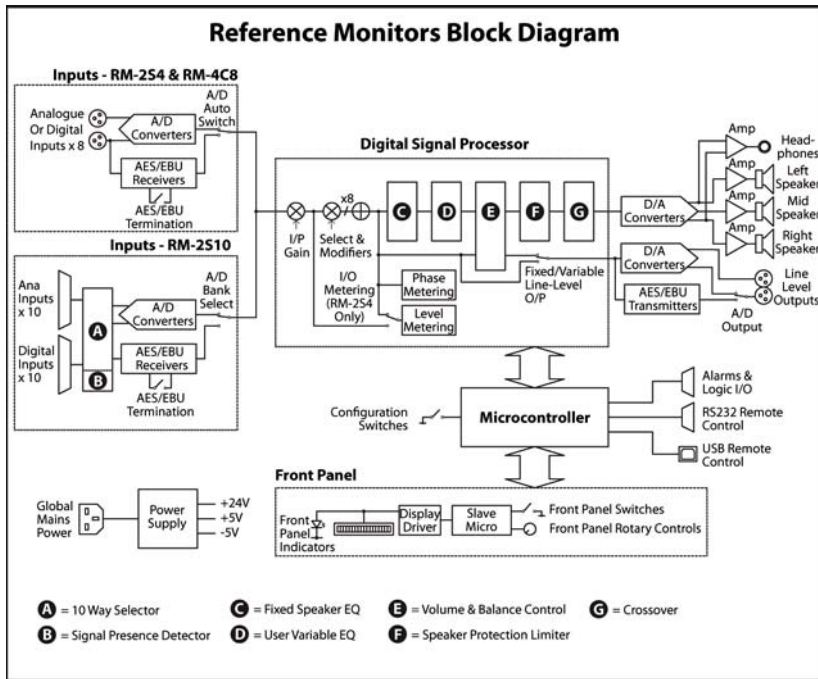 Reference Monitors Block Diagram
Inputs - RM-2S4 & RM-4C8
Analogue
Or Digital
Inputs x 8
A/D
Converters
A/D
Auto
Switch
AES/EBU
Receivers
AES/EBU
Termination
Inputs - RM-2S10
Ana
Inputs
x 10
Digital
Inputs
x 10
A
B
A/D
Converters
A/D
Bank
Select
AES/EBU
Receivers
AES/EBU
Termination
Digital Signal Processor
I/P
Gain
x8
Select &
Modifiers
C
D
E
F
G
I/O
Metering
(RM-2S4
Only)
Phase
Metering
Level
Metering
Fixed/Variable
Line-Level
O/P
D/A
Converters
Amp
Head-
phones
Amp
Left
Speaker
Amp
Mid
Speaker
Amp
Right
Speaker
D/A
Converters
AES/EBU
Transmitters
Line
Level
Outputs
A/D
Output
Configuration
Switches
Microcontroller
Alarms &
Logic I/O
RS232 Remote
Control
USB Remote
Control
Front Panel
Front
Panel
Indicators
Display
Driver
Slave
Micro
Front Panel Switches
Front Panel Rotary Controls
Global
Mains
Power
Power
Supply
+24V
+5V
-5V
A = 10 Way Selector
B = Signal Presence Detector
C = Fixed Speaker EQ
D = User Variable EQ
E = Volume & Balance Control
F = Speaker Protection Limiter
G = Crossover